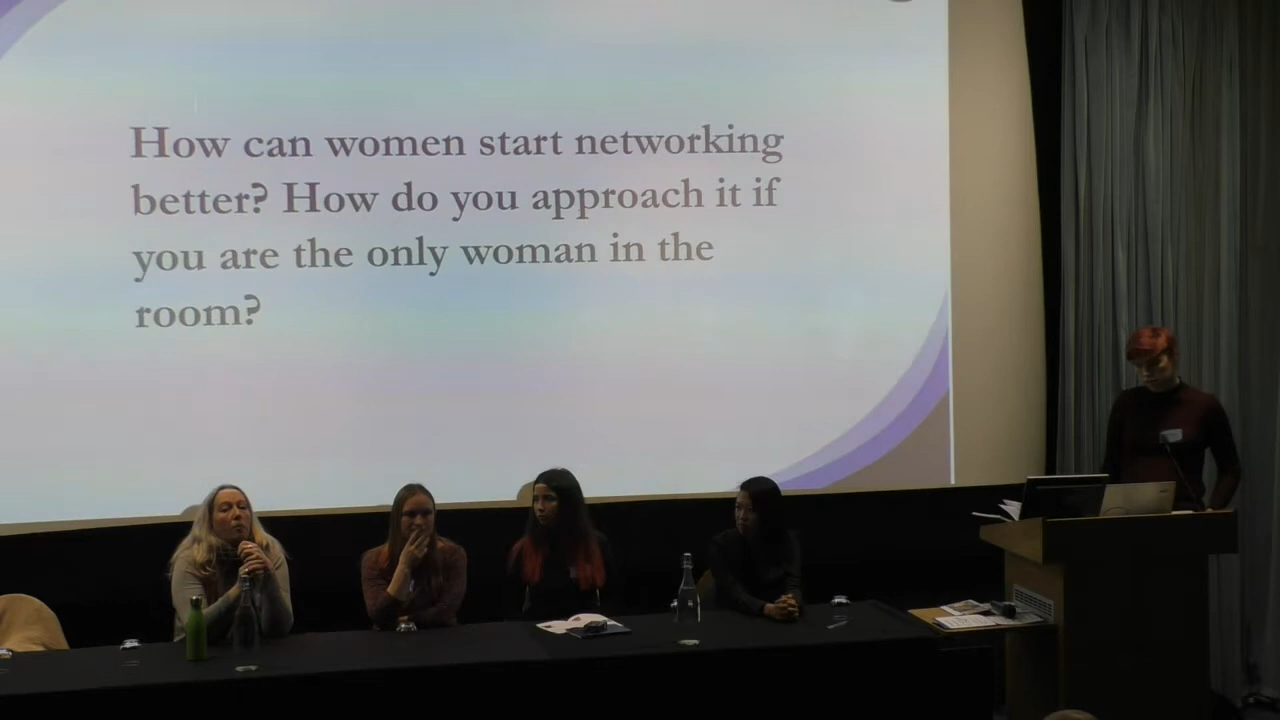 How can women start networking
better? How do you approach it if
you are the only woman in the
room?